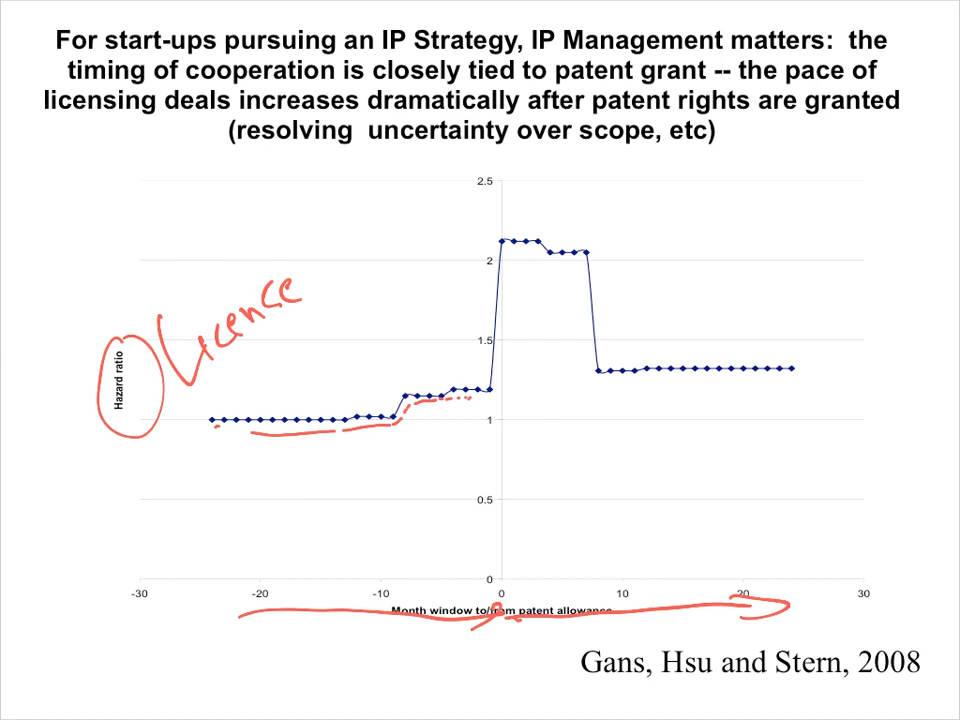 For start-ups pursuing an IP Strategy, IP Management matters:  the
timing of cooperation is closely tied to patent grant -- the pace of
licensing deals increases dramatically after patent rights are granted
(resolving  uncertainty over scope, etc)
2.5
2
1.5
1
0.5
0
Hazard ratio
Licence
-30
-20
-10
0
10
20
30
Month window to/from patent allowance
Gans, Hsu and Stern, 2008